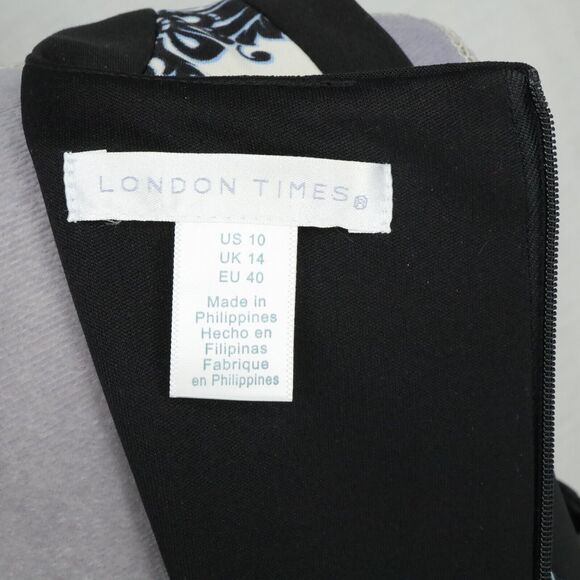 LONDON TIMES®
US 10
UK 14
EU 40
Made in
Philippines
Hecho en
Filipinas
Fabrique
en Philippines